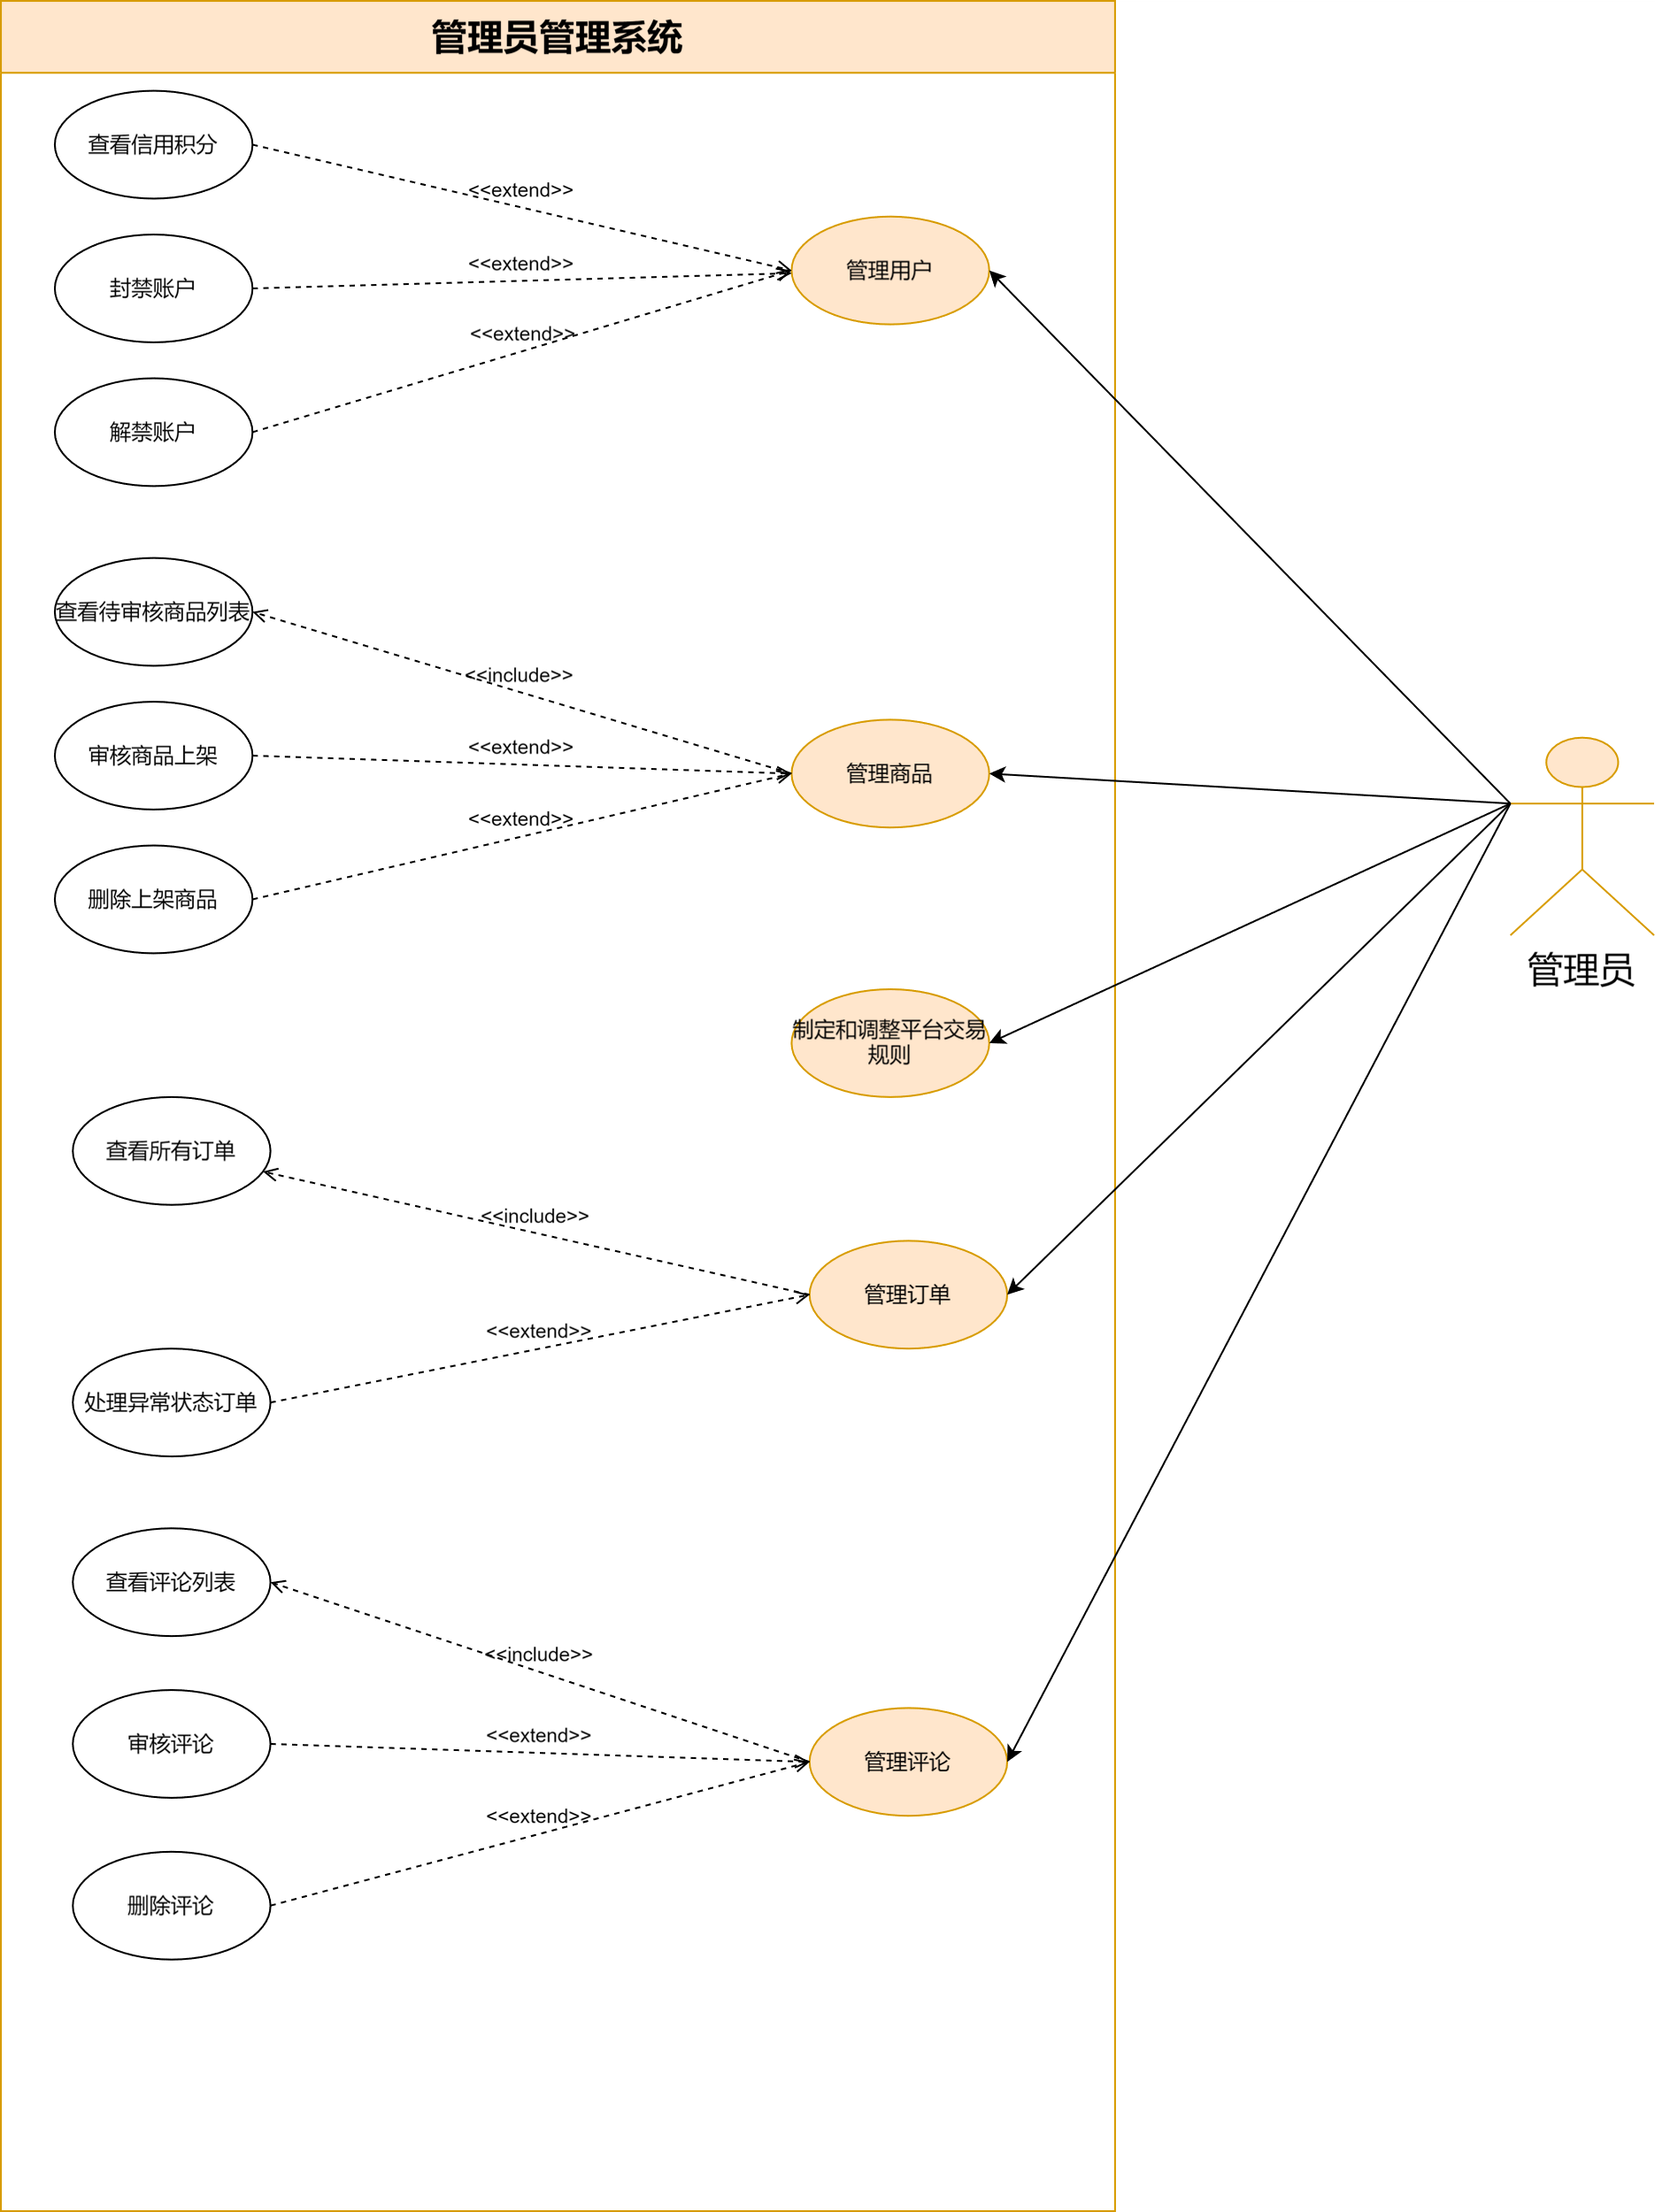 管理员管理系统
查看信用积分
<<extend>>
封禁账户
<<extend>>
管理用户
<<extend>>
解禁账户
查看待审核商品列表
<<include>>
审核商品上架
<<extend>>
管理商品
<<extend>>
删除上架商品
管理员
制定和调整平台交易
规则
查看所有订单
<<include>>
管理订单
<<extend>>
处理异常状态订单
查看评论列表
<<include>>
审核评论
<<extend>>
管理评论
<<extend>>
删除评论